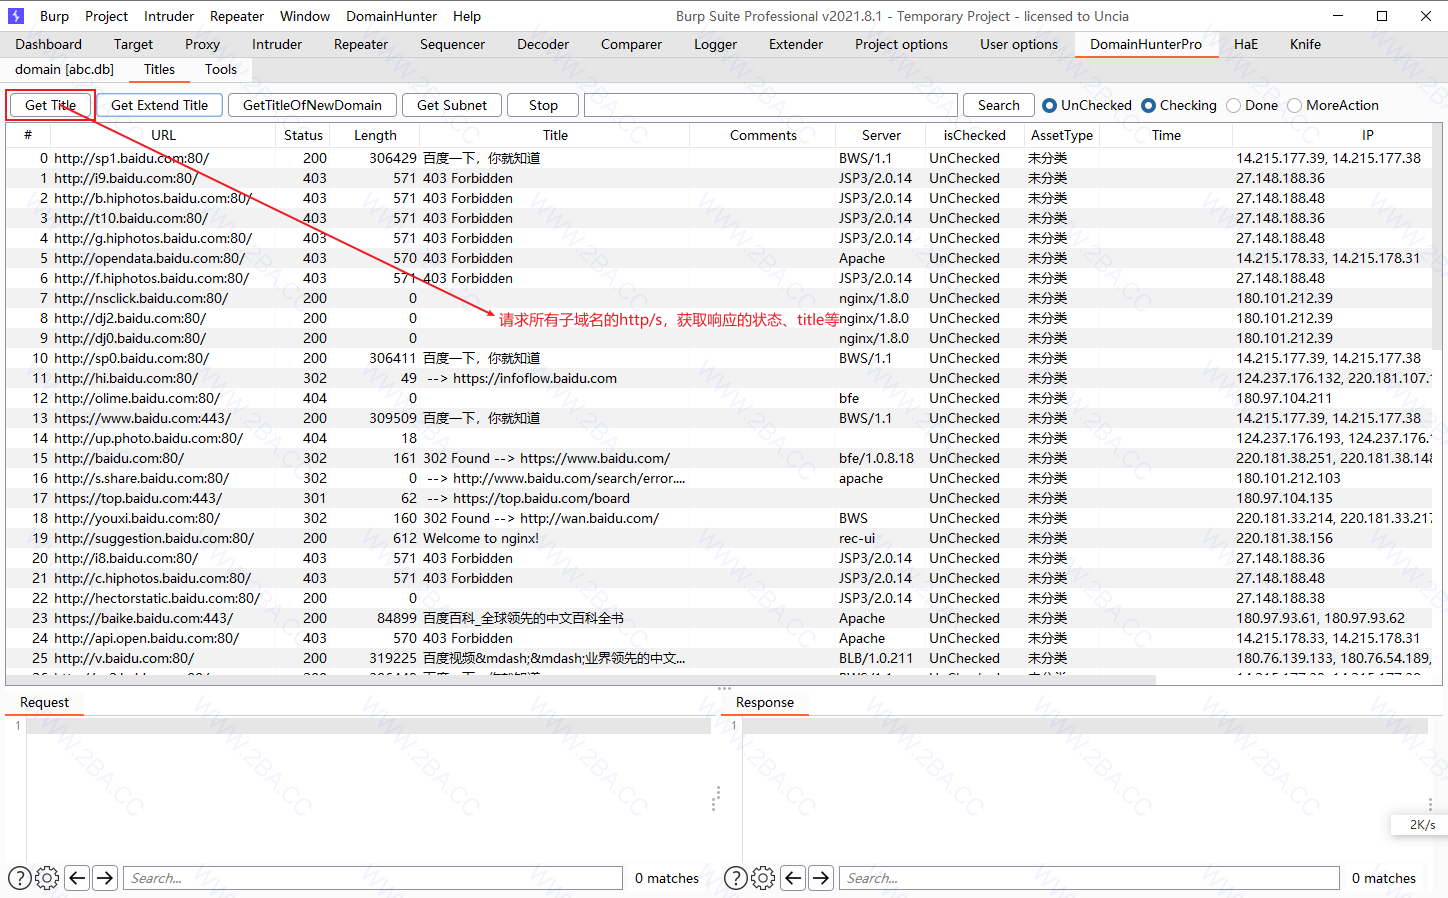 Burp Project Intruder Repeater Window DomainHunter Help Burp Suite Professional v2021.8.1 - Temporary Project - licensed to Uncia
Dashboard Target Proxy Intruder Repeater Sequencer Decoder Comparer Logger Extender Project options User options DomainHunterPro HaE Knife
domain [abc.db] Titles Tools
Get Title Get Extend Title GetTitleOfNewDomain Get Subnet Stop Search UnChecked Checking Done MoreAction
# URL Status Length Title Comments Server isChecked AssetType Time IP
0 http://sp1.baidu.com:80/ 200 306429 百度一下，你就知道 BWS/1.1 UnChecked 未分类 14.215.177.39, 14.215.177.38
1 http://i9.baidu.com:80/ 403 571 403 Forbidden JSP3/2.0.14 UnChecked 未分类 27.148.188.36
2 http://b.hiphotos.baidu.com:80/ 403 571 403 Forbidden JSP3/2.0.14 UnChecked 未分类 27.148.188.48
3 http://t10.baidu.com:80/ 403 571 403 Forbidden JSP3/2.0.14 UnChecked 未分类 27.148.188.36
4 http://g.hiphotos.baidu.com:80/ 403 571 403 Forbidden JSP3/2.0.14 UnChecked 未分类 27.148.188.48
5 http://opendata.baidu.com:80/ 403 570 403 Forbidden Apache UnChecked 未分类 14.215.178.33, 14.215.178.31
6 http://f.hiphotos.baidu.com:80/ 403 571 403 Forbidden JSP3/2.0.14 UnChecked 未分类 27.148.188.48
7 http://nsclick.baidu.com:80/ 200 0 nginx/1.8.0 UnChecked 未分类 180.101.212.39
8 http://dj2.baidu.com:80/ 200 0 nginx/1.8.0 UnChecked 未分类 180.101.212.39
请求所有子域名的http/s，获取响应的状态、title等
9 http://dj0.baidu.com:80/ 200 0 nginx/1.8.0 UnChecked 未分类 180.101.212.39
10 http://sp0.baidu.com:80/ 200 306411 百度一下，你就知道 BWS/1.1 UnChecked 未分类 14.215.177.39, 14.215.177.38
11 http://hi.baidu.com:80/ 302 49 --> https://infoflow.baidu.com UnChecked 未分类 124.237.176.132, 220.181.107.1
12 http://olime.baidu.com:80/ 404 0 bfe UnChecked 未分类 180.97.104.211
13 https://www.baidu.com:443/ 200 309509 百度一下，你就知道 BWS/1.1 UnChecked 未分类 14.215.177.39, 14.215.177.38
14 http://up.photo.baidu.com:80/ 404 18 UnChecked 未分类 124.237.176.193, 124.237.176.
15 http://baidu.com:80/ 302 161 302 Found --> https://www.baidu.com/ bfe/1.0.8.18 UnChecked 未分类 220.181.38.251, 220.181.38.148
16 http://s.share.baidu.com:80/ 302 0 --> http://www.baidu.com/search/error.... apache UnChecked 未分类 180.101.212.103
17 https://top.baidu.com:443/ 301 62 --> https://top.baidu.com/board UnChecked 未分类 180.97.104.135
18 http://youxi.baidu.com:80/ 302 160 302 Found --> http://wan.baidu.com/ BWS UnChecked 未分类 220.181.33.214, 220.181.33.217
19 http://suggestion.baidu.com:80/ 200 612 Welcome to nginx! rec-ui UnChecked 未分类 220.181.38.156
20 http://i8.baidu.com:80/ 403 571 403 Forbidden JSP3/2.0.14 UnChecked 未分类 27.148.188.36
21 http://c.hiphotos.baidu.com:80/ 403 571 403 Forbidden JSP3/2.0.14 UnChecked 未分类 27.148.188.48
22 http://hectorstatic.baidu.com:80/ 200 0 JSP3/2.0.14 UnChecked 未分类 27.148.188.38
23 https://baike.baidu.com:443/ 200 84899 百度百科_全球领先的中文百科全书 Apache UnChecked 未分类 180.97.93.61, 180.97.93.62
24 http://api.open.baidu.com:80/ 403 570 403 Forbidden Apache UnChecked 未分类 14.215.178.33, 14.215.178.31
25 http://v.baidu.com:80/ 200 319225 百度视频&mdash;&mdash;业界领先的中文... BLB/1.0.211 UnChecked 未分类 180.76.139.133, 180.76.54.189,
Request Response
1 1
2K/s
Search... 0 matches Search... 0 matches
WWW.2BA.CC